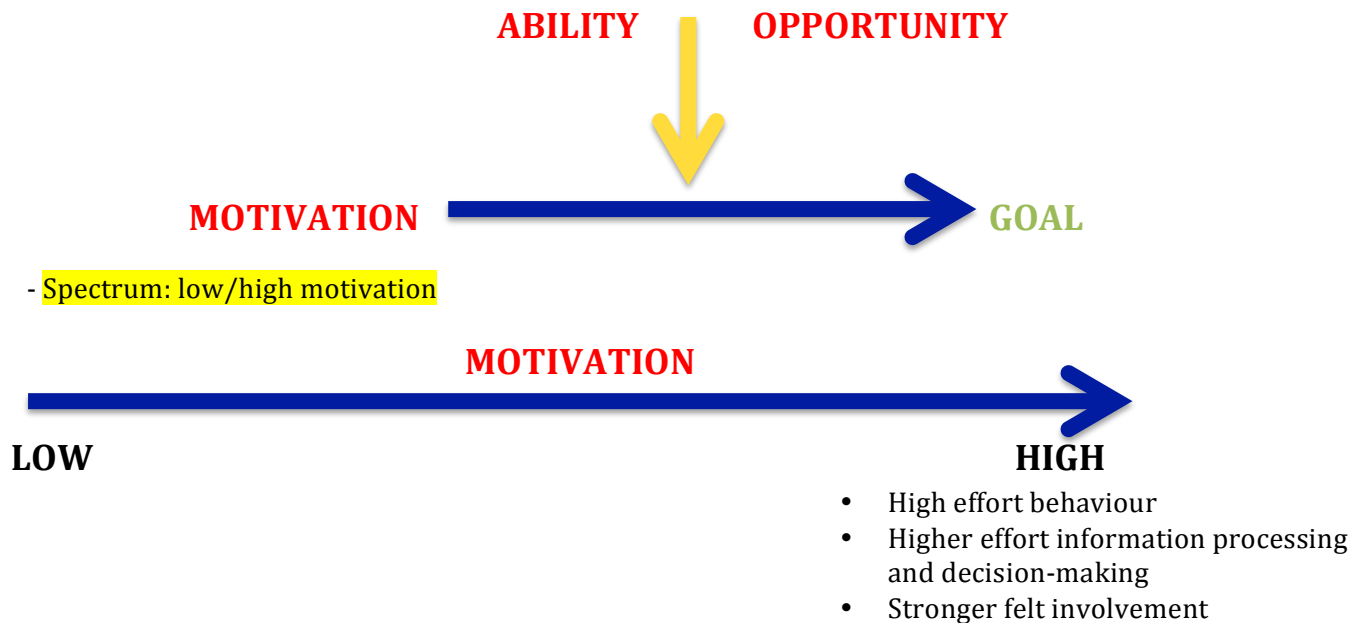 ABILITY OPPORTUNITY
MOTIVATION GOAL
- Spectrum: low/high motivation
MOTIVATION
LOW HIGH
• High effort behaviour
• Higher effort information processing
and decision-making
• Stronger felt involvement